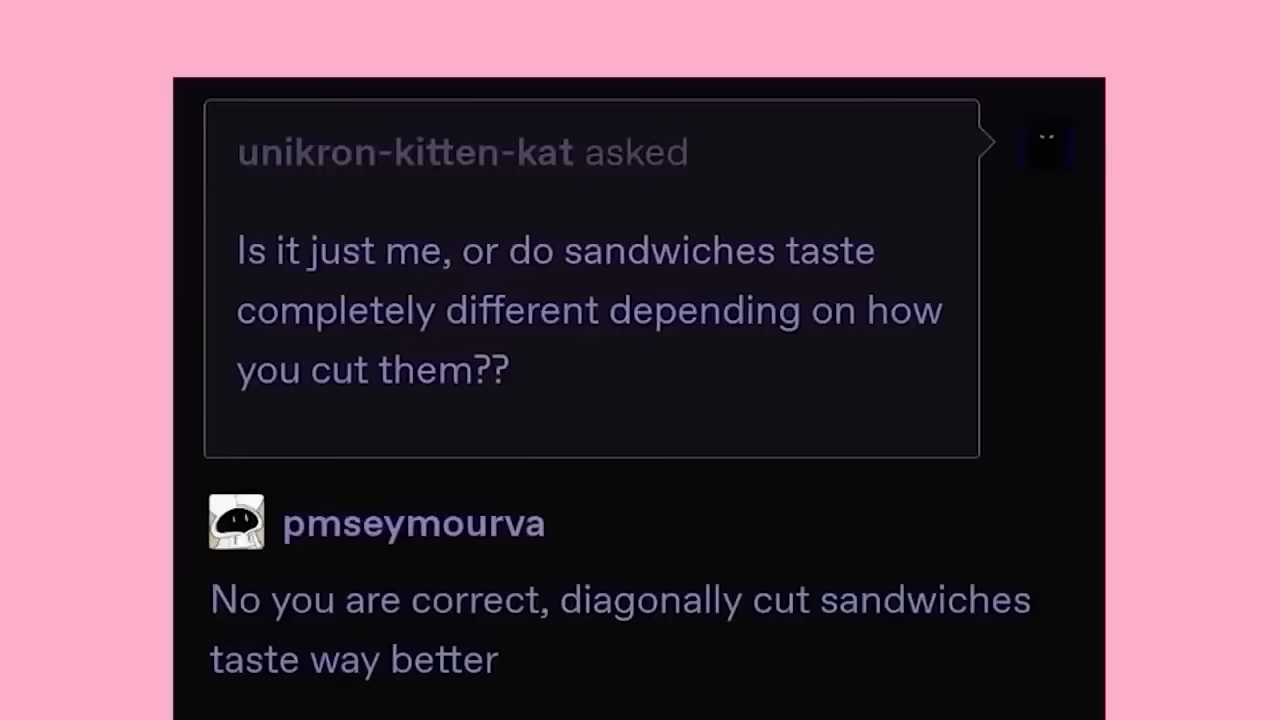 unikron-kitten-kat asked
Is it just me, or do sandwiches taste
completely different depending on how
you cut them??
pmseymourva
No you are correct, diagonally cut sandwiches
taste way better